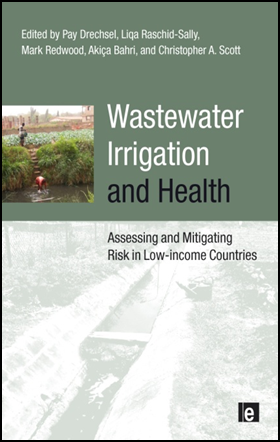 Edited by Pay Drechsel, Liqa Raschid-Sally,
Mark Redwood, Akiça Bahri, and Christopher A. Scott
Wastewater
Irrigation
and Health
Assessing and Mitigating
Risk in Low-income Countries
e